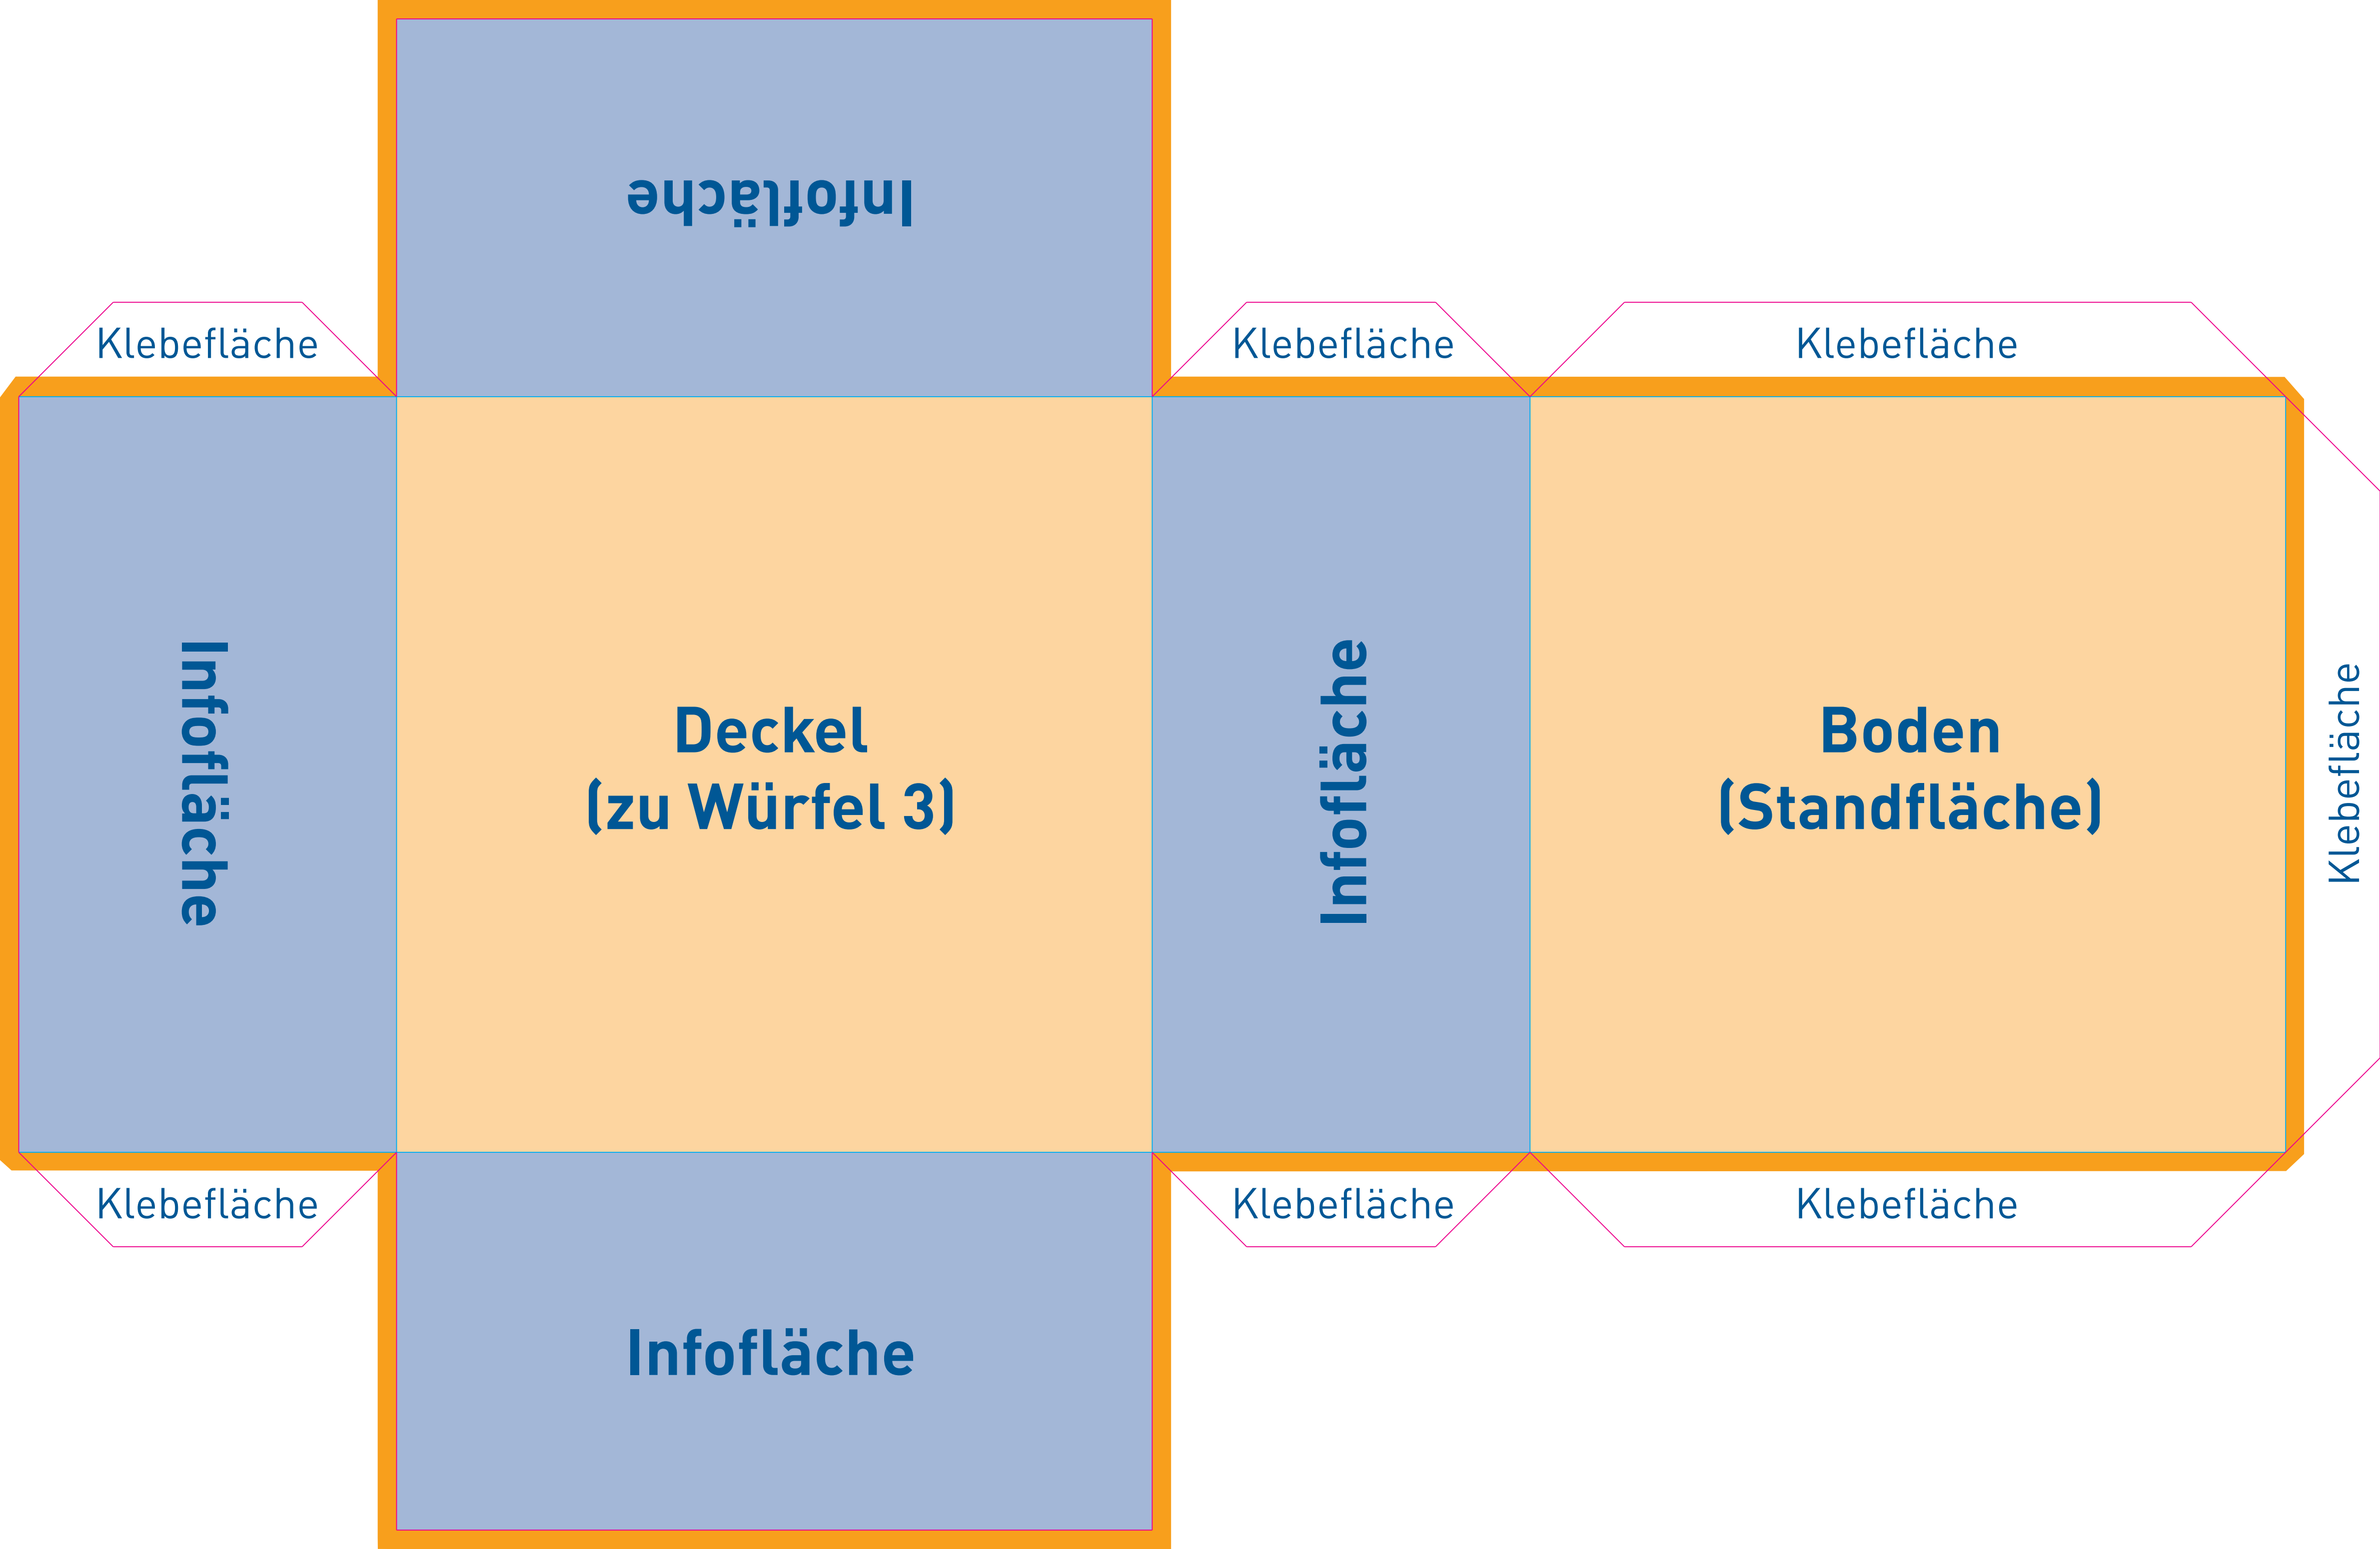 Infofläche
Klebefläche
Klebefläche
Klebefläche
Infofläche
Deckel
(zu Würfel 3)
Infofläche
Boden
(Standfläche)
Klebefläche
Klebefläche
Klebefläche
Klebefläche
Infofläche